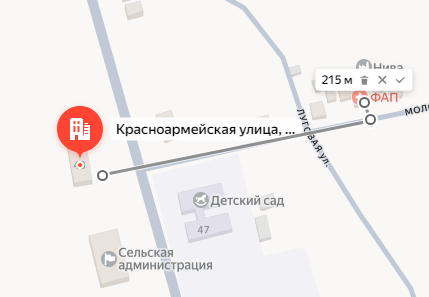 Нива
215 м
ФАП
МОЛО
Красноармейская улица, ...
ЛУГОВАЯ УЛ.
Детский сад
47
Сельская
администрация